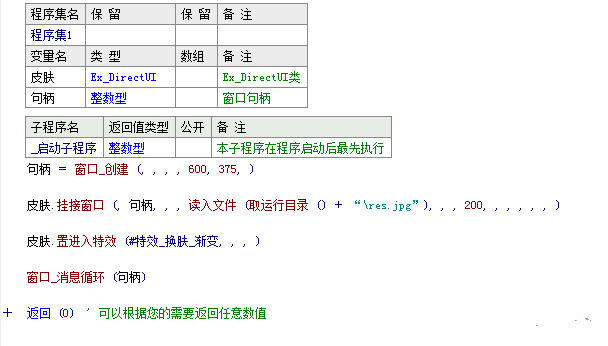 程序集名 保 留 保 留 备 注
程序集1
变量名 类 型 数组 备 注
皮肤 Ex_DirectUI Ex_DirectUI类
句柄 整数型 窗口句柄
子程序名 返回值类型 公开 备 注
_启动子程序 整数型 本子程序在程序启动后最先执行
句柄 ＝ 窗口_创建 (, , , , 600, 375, )
皮肤.挂接窗口 (, 句柄, , , 读入文件 (取运行目录 () ＋ “\res.jpg”), , , 200, , , , , , )
皮肤.置进入特效 (#特效_换肤_渐变, , , )
窗口_消息循环 (句柄)
＋ 返回 (0) ' 可以根据您的需要返回任意数值